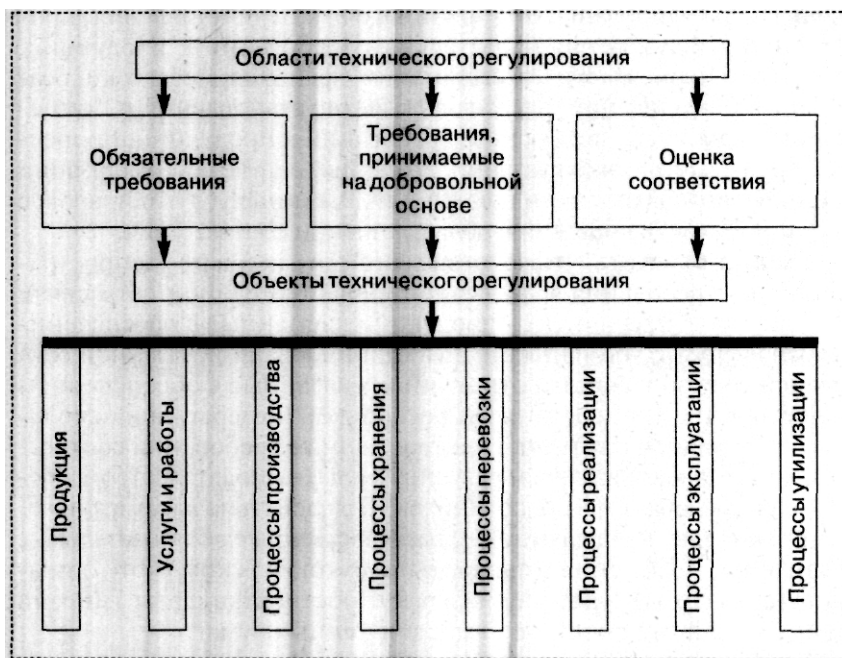 Области технического регулирования
Обязательные
требования
Требования,
принимаемые
на добровольной
основе
Оценка
соответствия
Объекты технического регулирования
Продукция
Услуги и работы
Процессы производства
Процессы хранения
Процессы перевозки
Процессы реализации
Процессы эксплуатации
Процессы утилизации